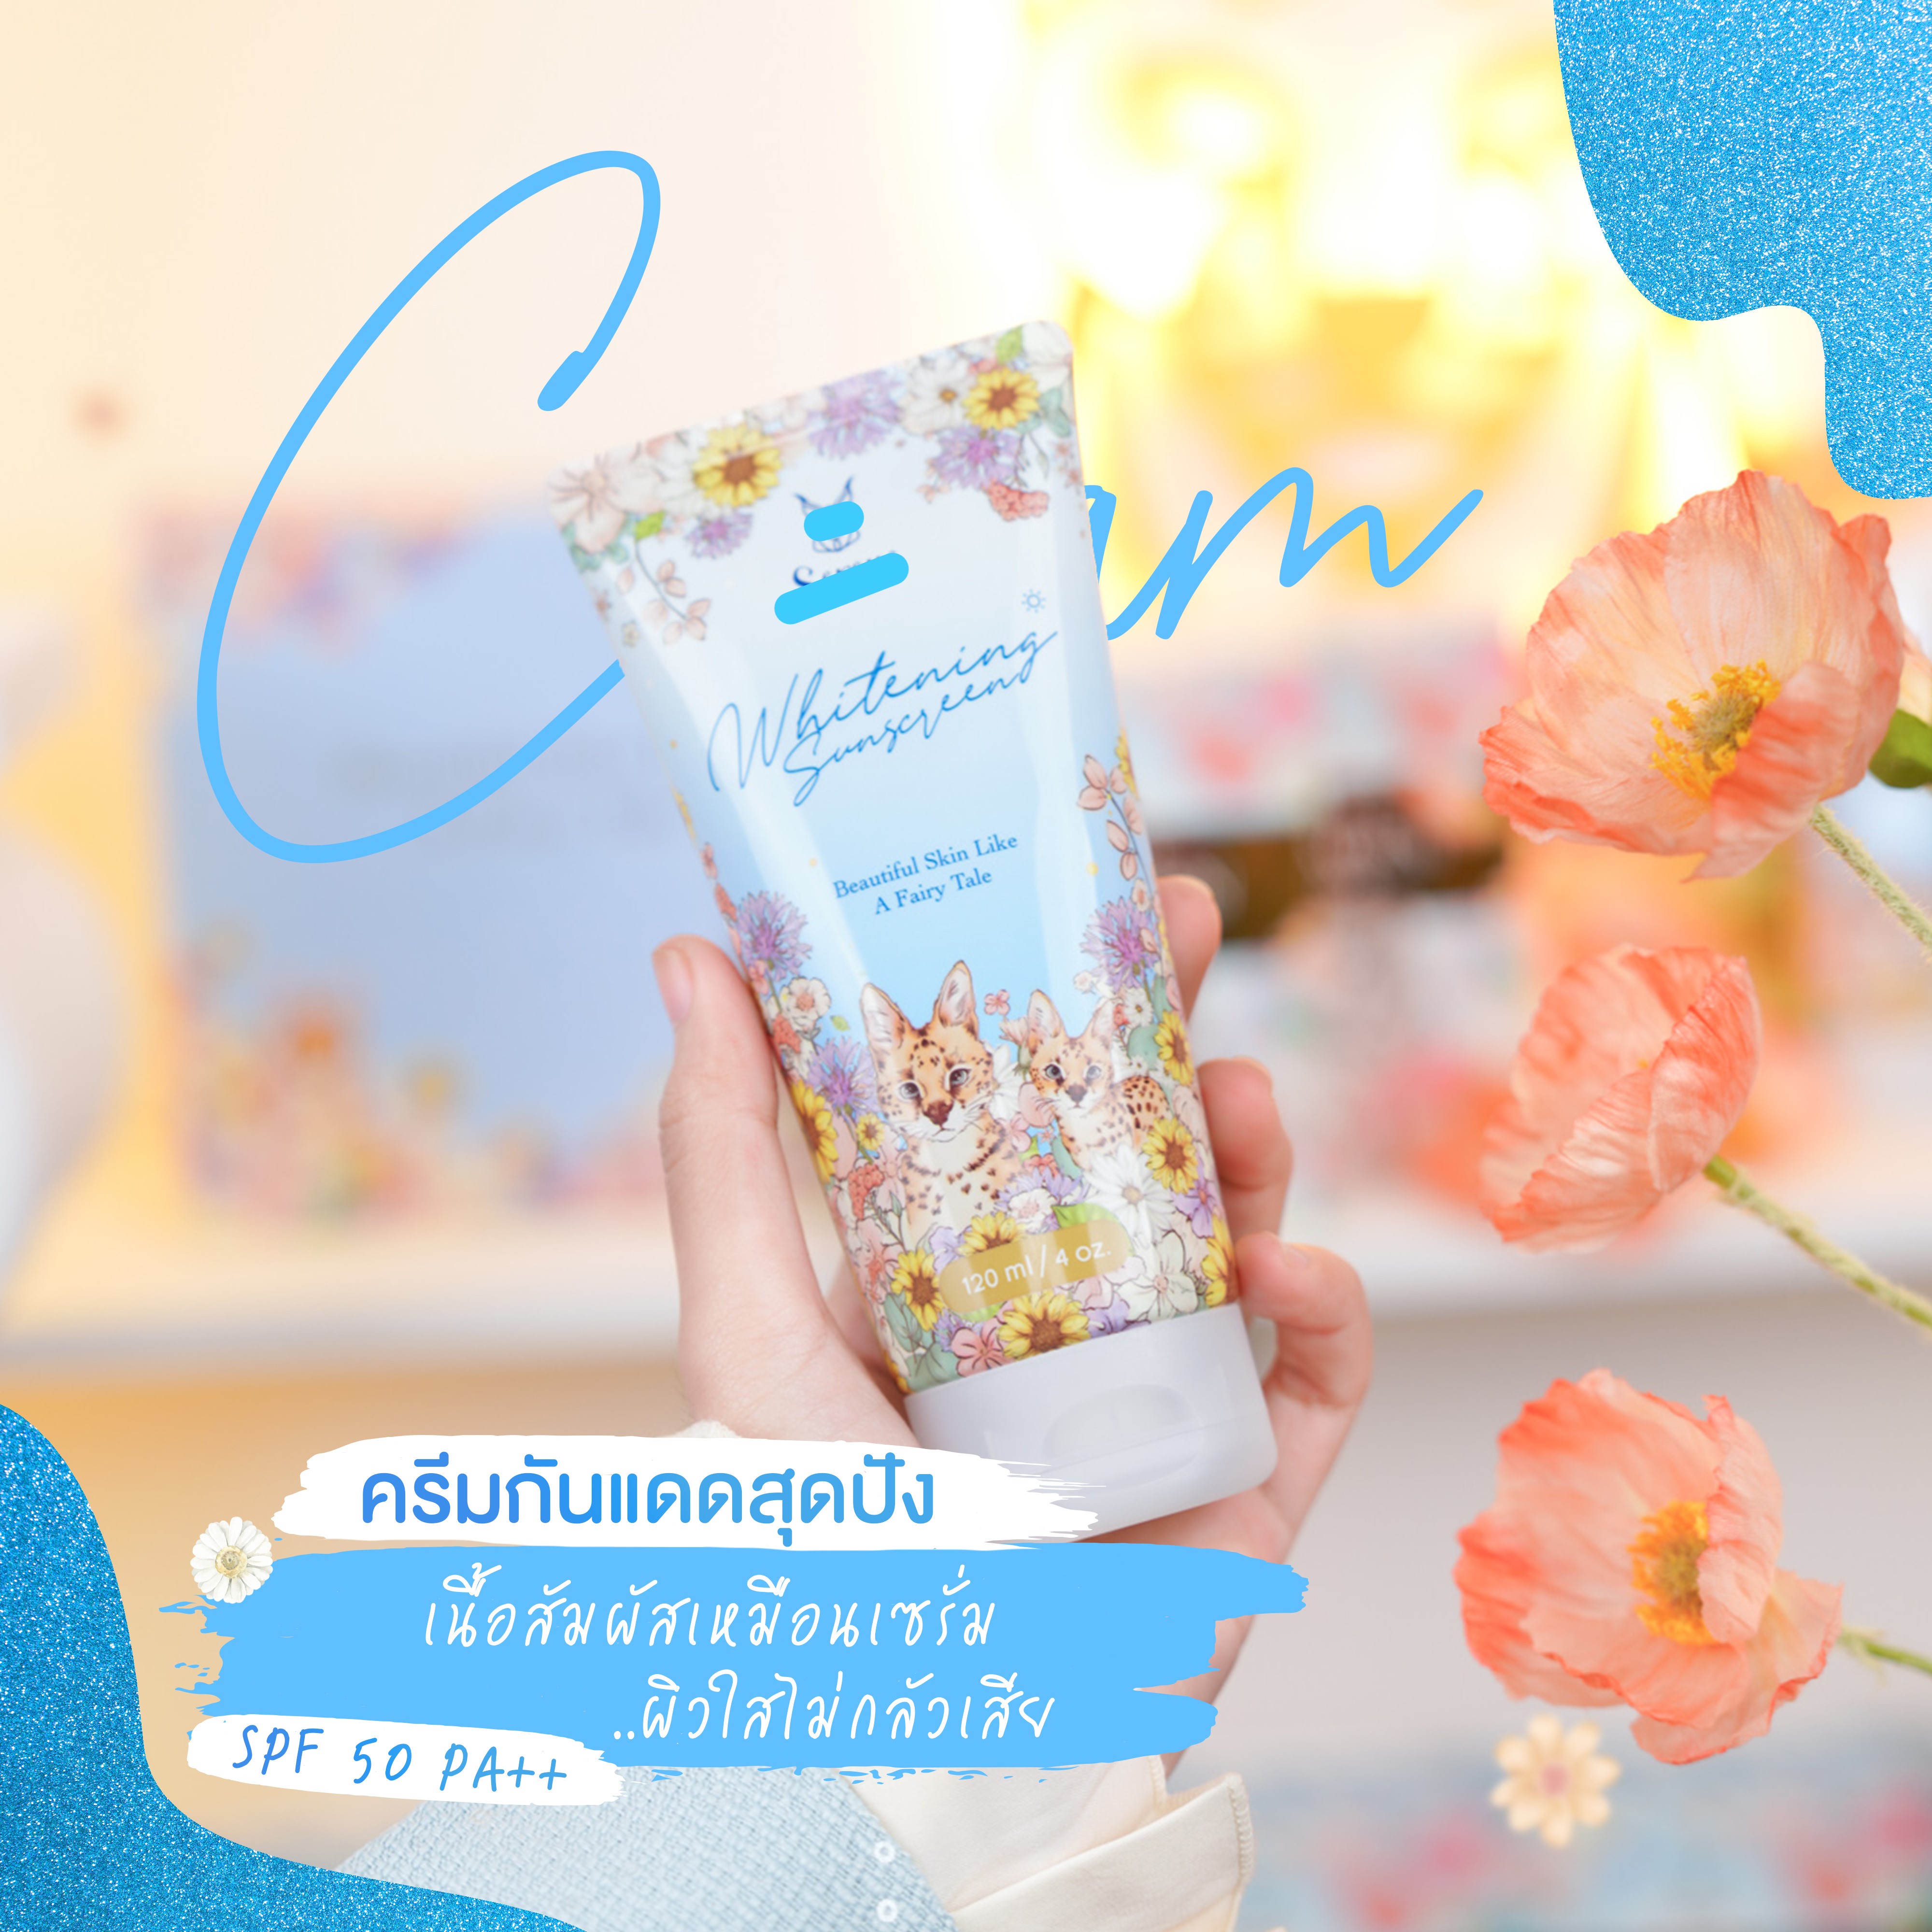 Whitening
Sunscreen
Beautiful Skin Like
A Fairy Tale
120 ml / 4 oz.
ครีมกันแดดสุดปัง
เนื้อสัมผัสเหมือนเซรั่ม
..ผิวใสไม่กลัวเสีย
SPF 50 PA++